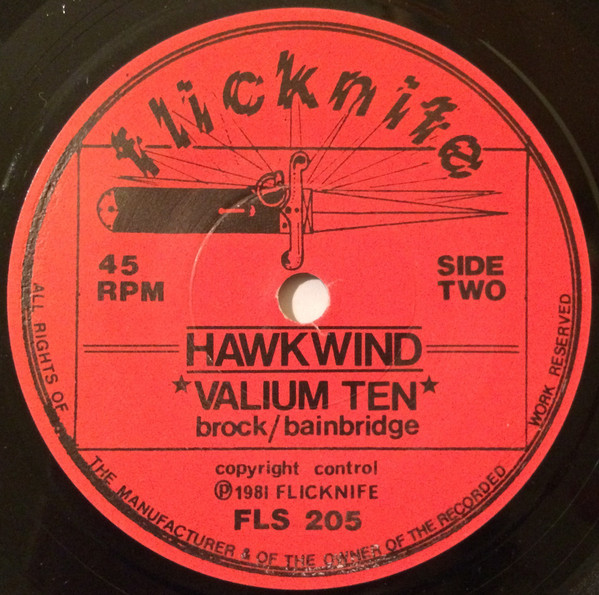 flicknife
45
RPM
SIDE
TWO
HAWKWIND
*VALIUM TEN*
brock/bainbridge
copyright control
Ⓟ1981 FLICKNIFE
FLS 205
ALL RIGHTS OF THE MANUFACTURER & OF THE OWNER OF THE RECORDED WORK RESERVED